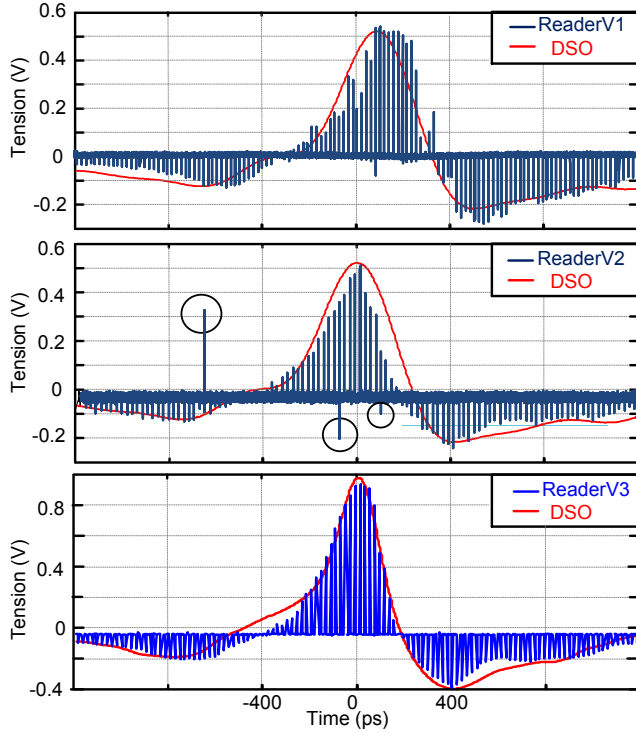 0.6
0.4
0.2
0
-0.2
Tension (V)
ReaderV1
DSO
0.6
0.4
0.2
0
-0.2
Tension (V)
ReaderV2
DSO
0.8
0.4
0
-0.4
Tension (V)
ReaderV3
DSO
-400
0
400
Time (ps)